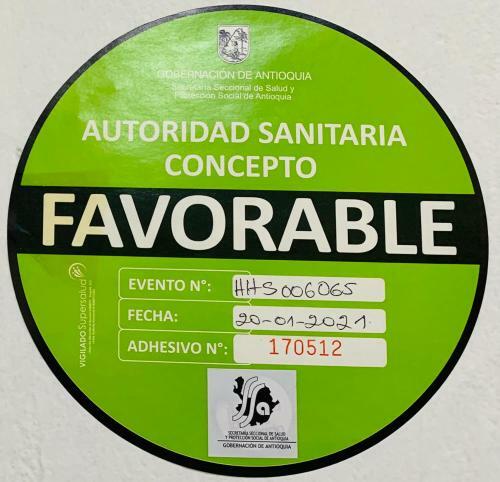 GOBERNACIÓN DE ANTIOQUIA
Secretaría Seccional de Salud y
Protección Social de Antioquia
AUTORIDAD SANITARIA
CONCEPTO
FAVORABLE
EVENTO N°: HHS006065
FECHA: 20-01-2021
ADHESIVO N°: 170512
VIGILADO Supersalud
SSSA
SECRETARÍA SECCIONAL DE SALUD
Y PROTECCIÓN SOCIAL DE ANTIOQUIA
GOBERNACIÓN DE ANTIOQUIA